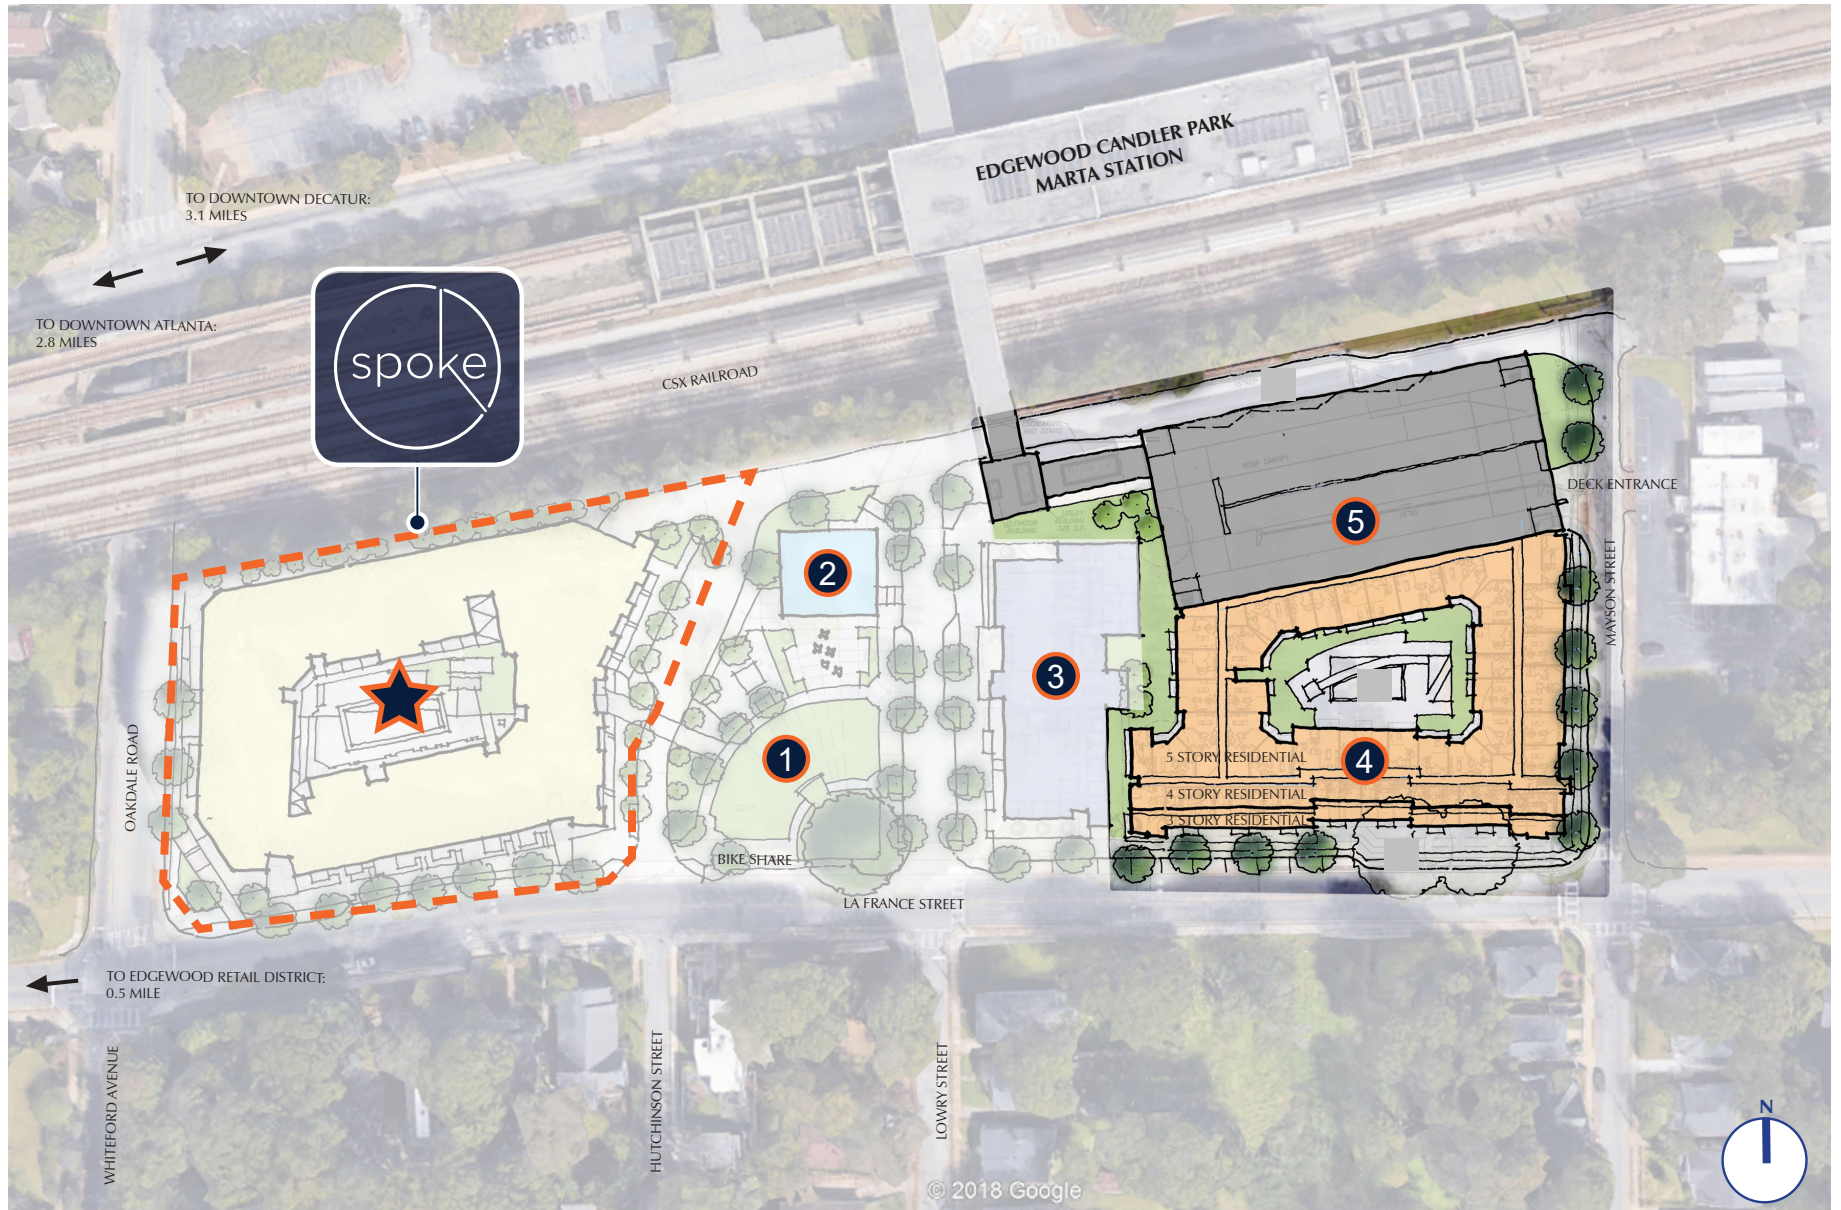 EDGEWOOD CANDLER PARK
MARTA STATION
TO DOWNTOWN DECATUR:
3.1 MILES
TO DOWNTOWN ATLANTA:
2.8 MILES
spoke
CSX RAILROAD
DECK ENTRANCE
ROOF CANOPY
5
2
3
1
4
MAYSON STREET
OAKDALE ROAD
5 STORY RESIDENTIAL
4 STORY RESIDENTIAL
3 STORY RESIDENTIAL
BIKE SHARE
LA FRANCE STREET
TO EDGEWOOD RETAIL DISTRICT:
0.5 MILE
WHITEFORD AVENUE
HUTCHINSON STREET
LOWRY STREET
N
© 2018 Google